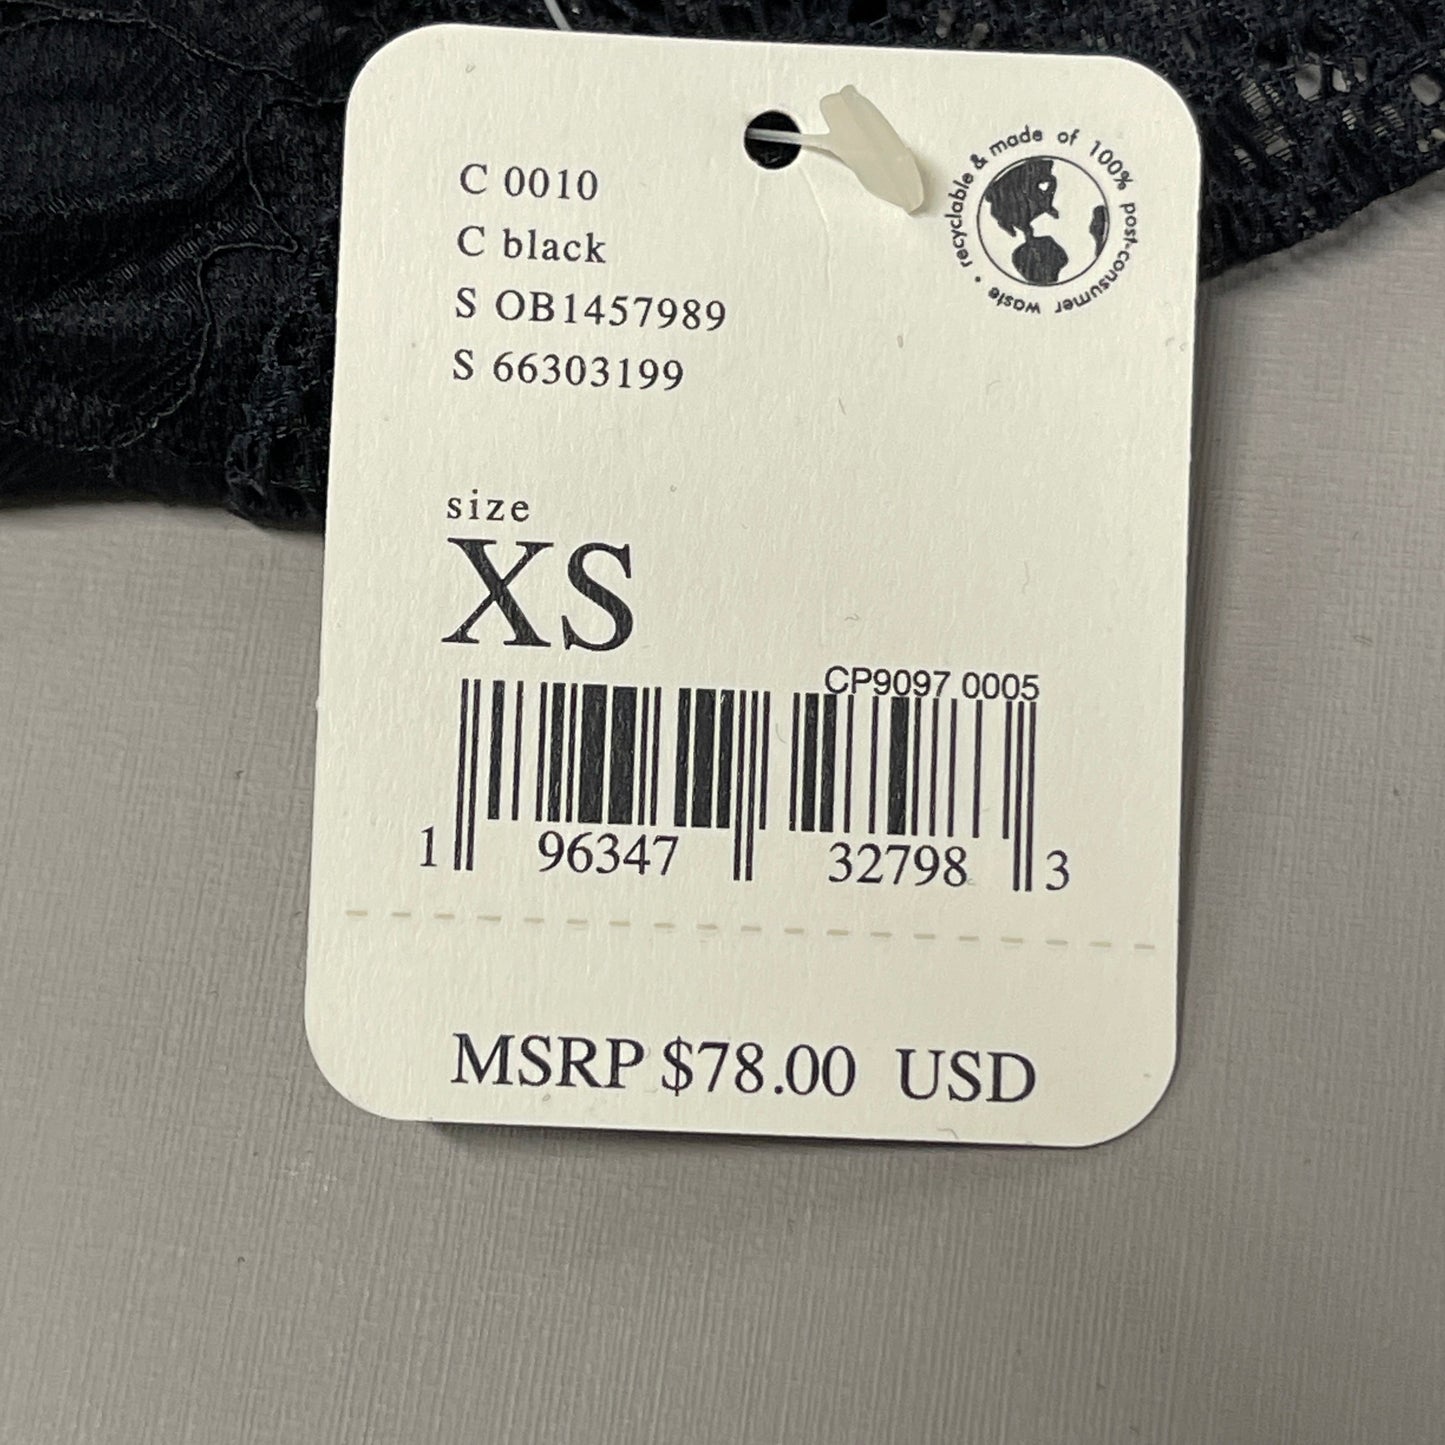 recyclable & made of 100% post-consumer waste •
C 0010
C black
S OB1457989
S 66303199
size
XS
CP9097 0005
1 96347 32798 3
MSRP $78.00 USD